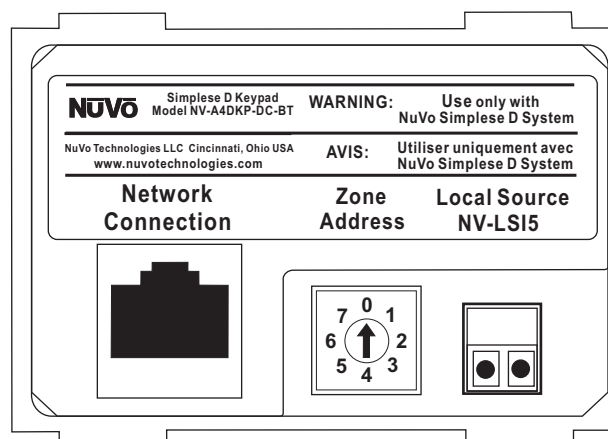 NUVO
Simplese D Keypad
Model NV-A4DKP-DC-BT
WARNING:
Use only with
NuVo Simplese D System
NuVo Technologies LLC Cincinnati, Ohio USA
www.nuvotechnologies.com
AVIS:
Utiliser uniquement avec
NuVo Simplese D System
Network
Connection
Zone
Address
Local Source
NV-LSI5
0
1
2
3
4
5
6
7